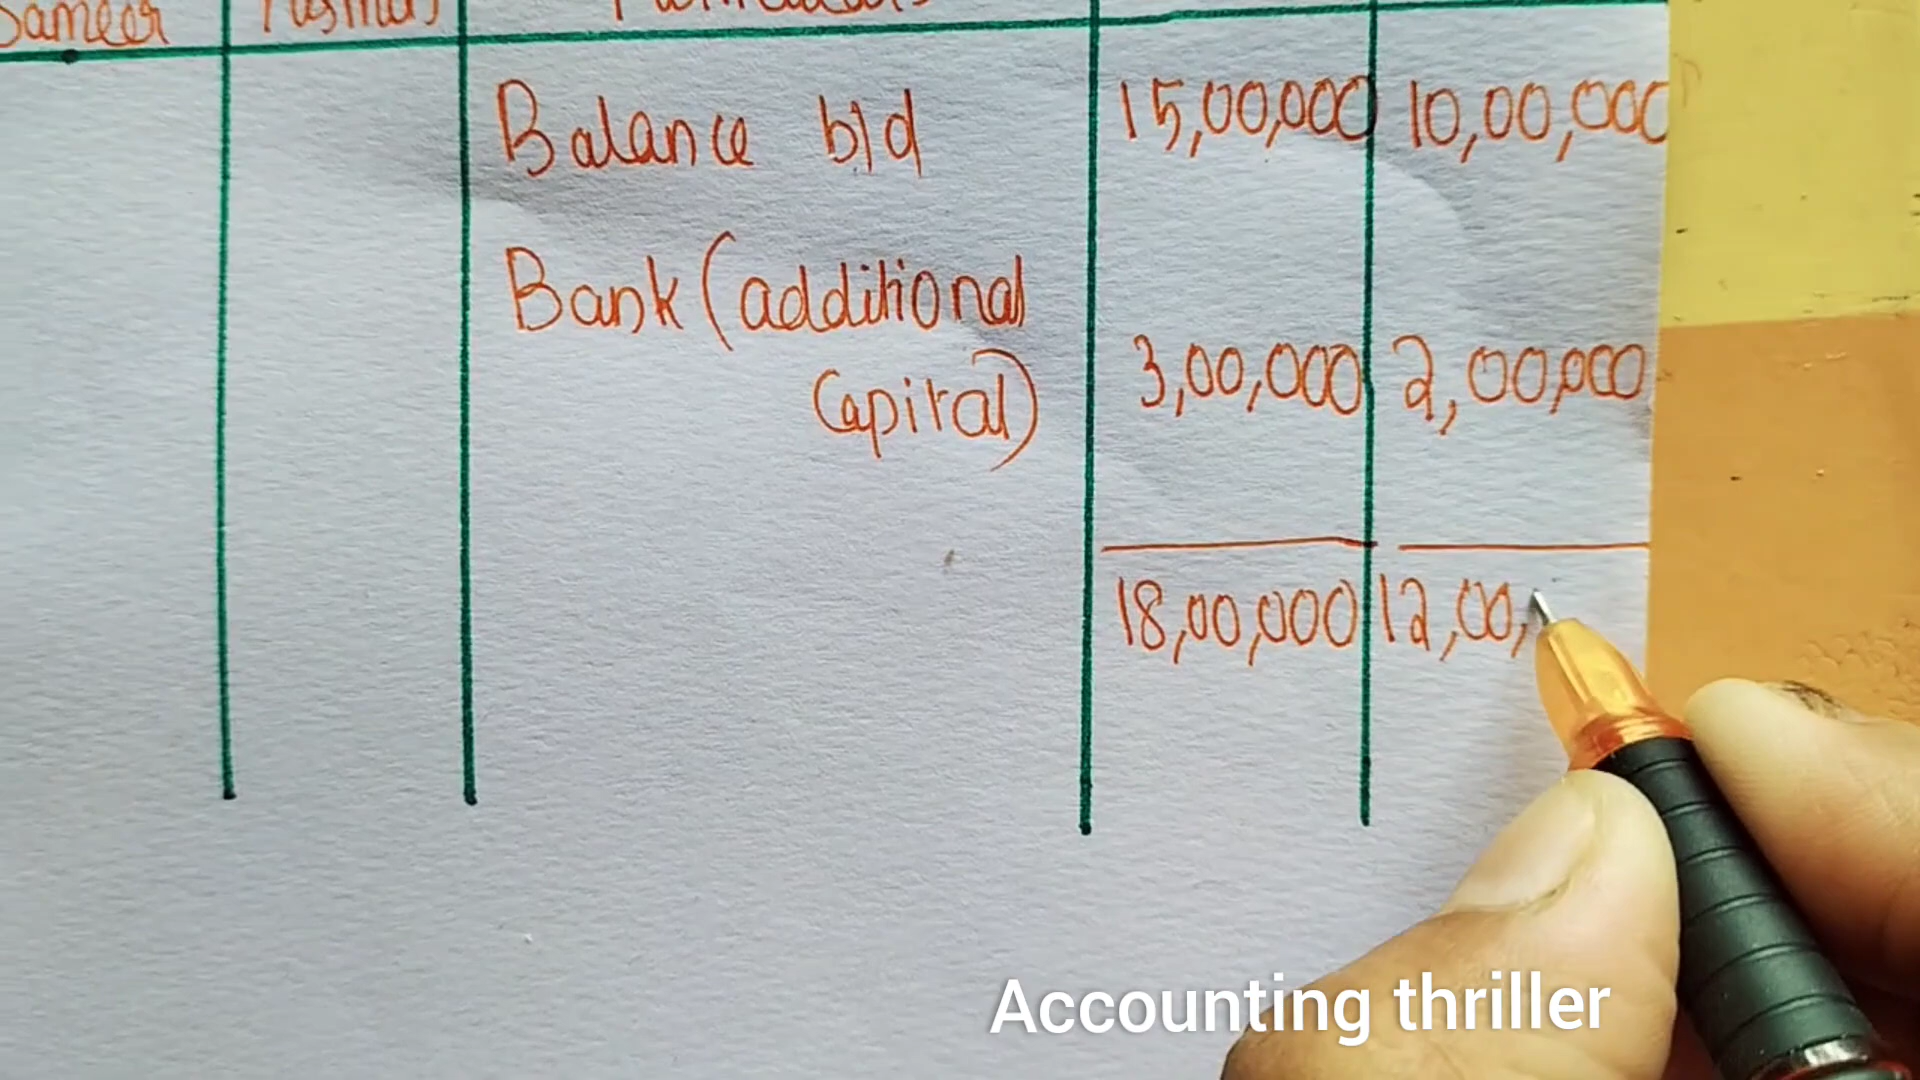 Sameer
Balance b/d 15,00,000 10,00,000
Bank (additional
Capital) 3,00,000 2,00,000
18,00,000 12,00,
Accounting thriller